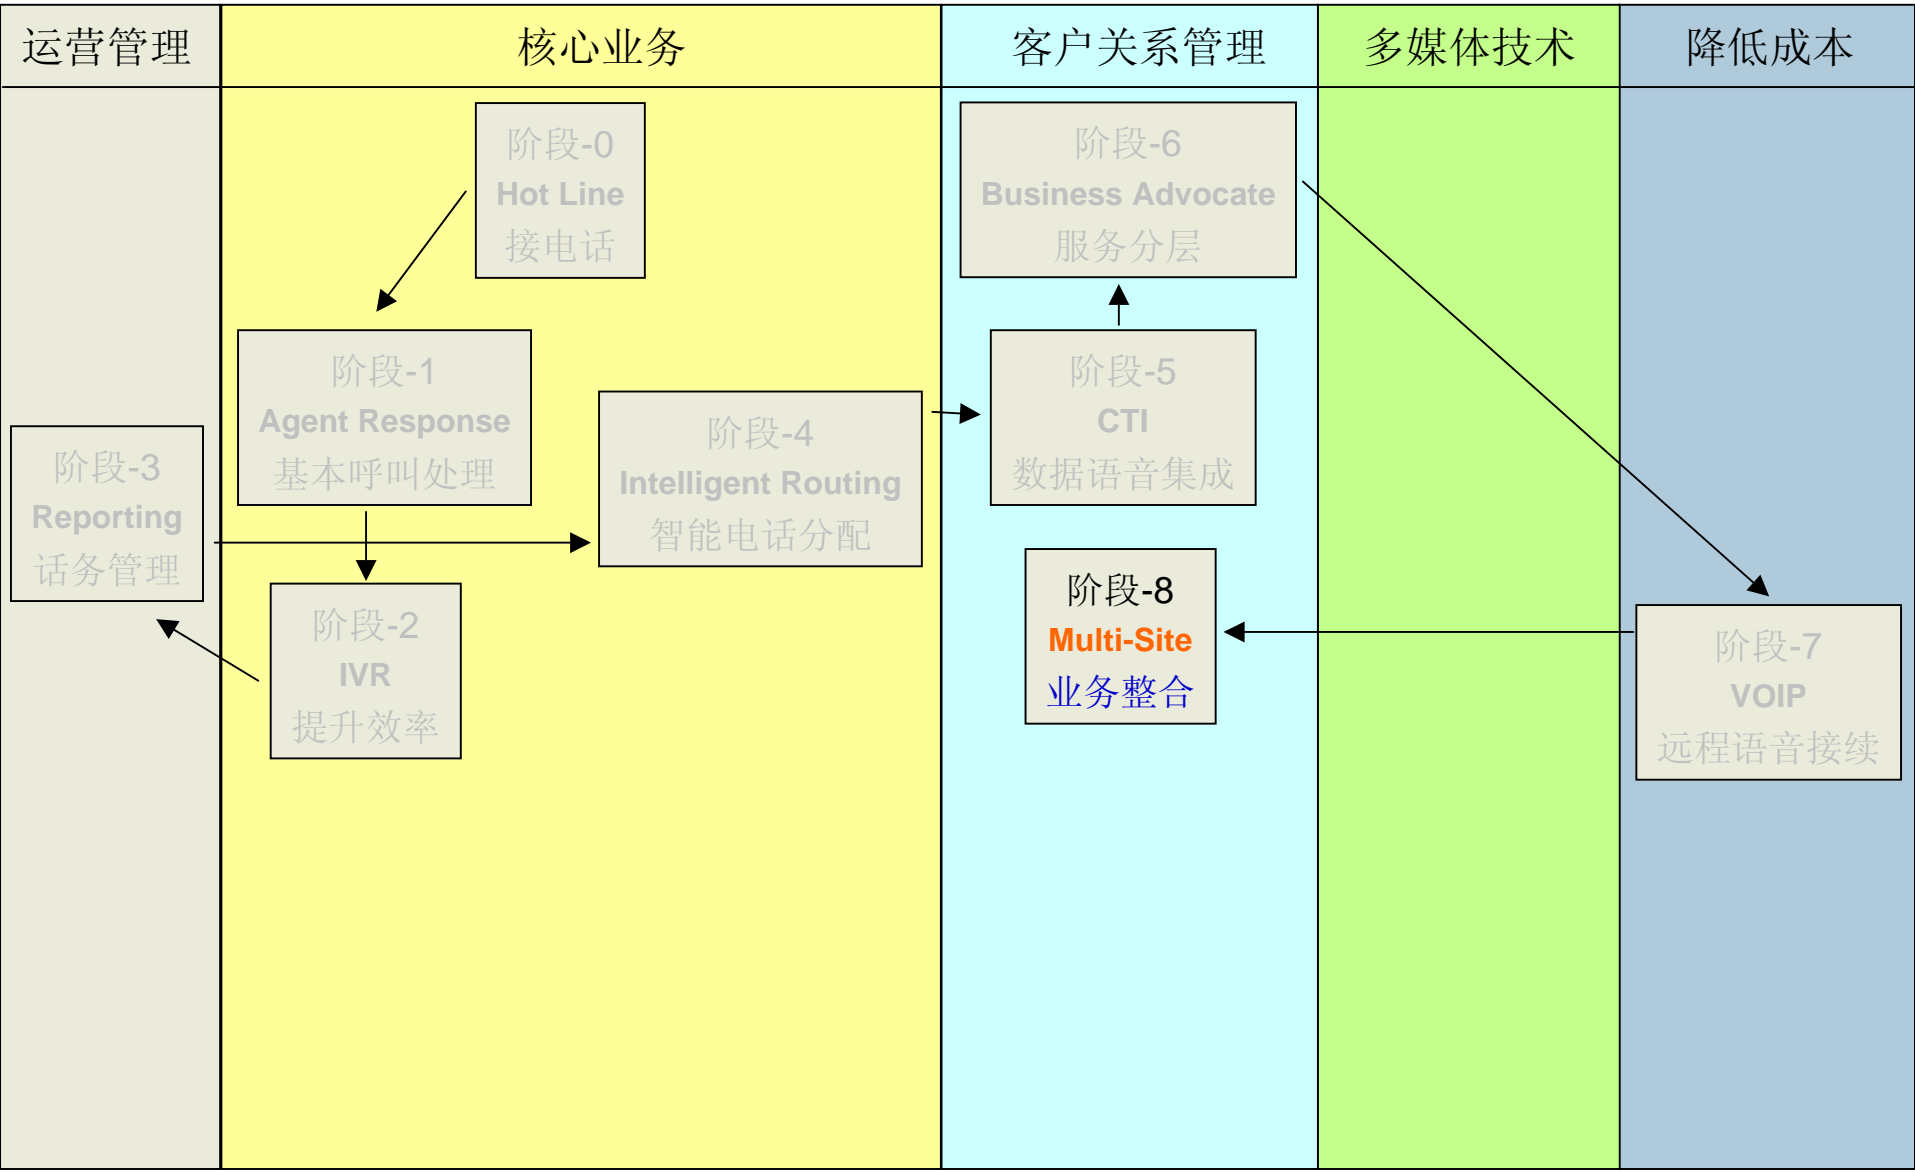 运营管理
核心业务
客户关系管理
多媒体技术
降低成本
阶段-0
Hot Line
接电话
阶段-1
Agent Response
基本呼叫处理
阶段-2
IVR
提升效率
阶段-3
Reporting
话务管理
阶段-4
Intelligent Routing
智能电话分配
阶段-5
CTI
数据语音集成
阶段-6
Business Advocate
服务分层
阶段-7
VOIP
远程语音接续
阶段-8
Multi-Site
业务整合